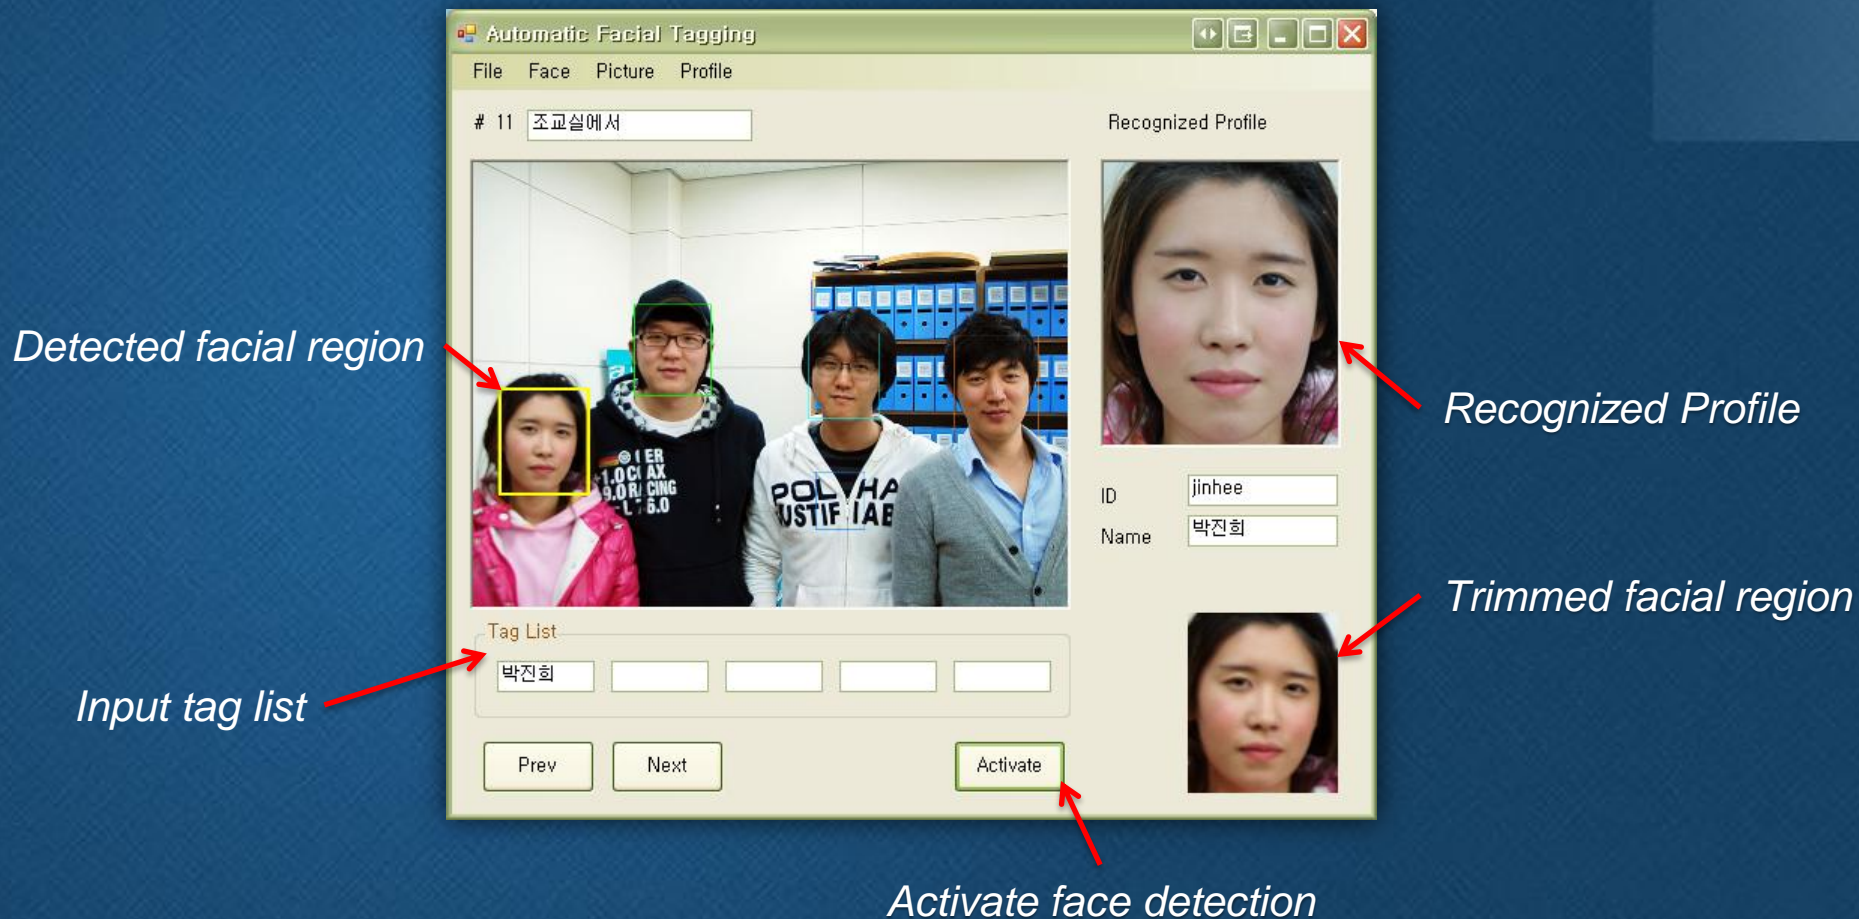 Automatic Facial Tagging
File Face Picture Profile
# 11 조교실에서
Recognized Profile
Detected facial region
Recognized Profile
ID jinhee
Name 박진희
Trimmed facial region
Tag List
박진희
Input tag list
Prev Next Activate
Activate face detection